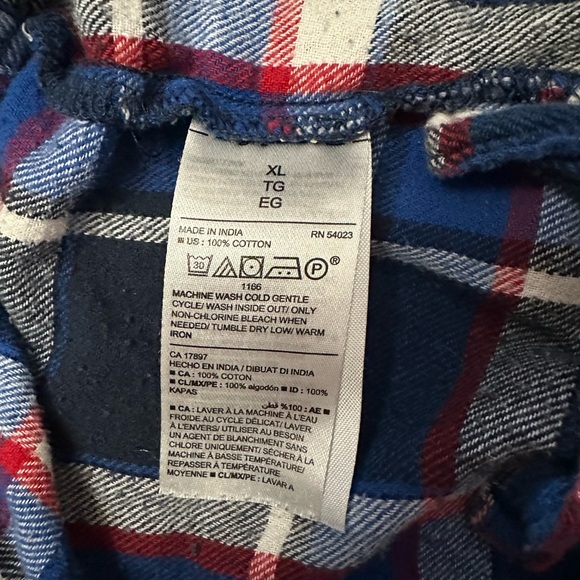 XL
TG
EG
MADE IN INDIA RN 54023
■ US : 100% COTTON
30 P ®
1166
MACHINE WASH COLD GENTLE
CYCLE/ WASH INSIDE OUT/ ONLY
NON-CHLORINE BLEACH WHEN
NEEDED/ TUMBLE DRY LOW/ WARM
IRON
CA 17897
HECHO EN INDIA / DIBUAT DI INDIA
■ CA : 100% COTON
■ CL/MX/PE : 100% algodón ■ ID : 100%
KAPAS
■ AE : 100% قطن
■ CA : LAVER À LA MACHINE À L'EAU
FROIDE AU CYCLE DÉLICAT/ LAVER
À L'ENVERS/ UTILISER AU BESOIN
UN AGENT DE BLANCHIMENT SANS
CHLORE UNIQUEMENT/ SÉCHER À LA
MACHINE À BASSE TEMPÉRATURE/
REPASSER À TEMPÉRATURE
MOYENNE ■ CL/MX/PE : LAVAR A